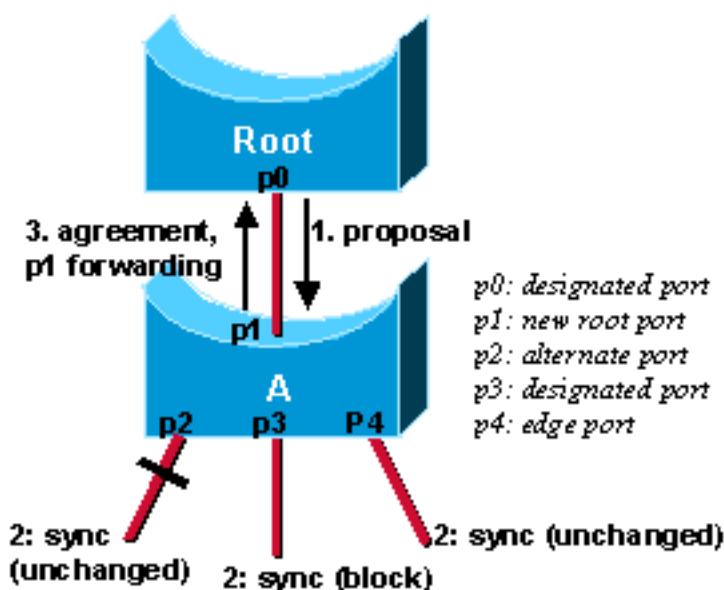 Root
p0
3. agreement,
p1 forwarding
1. proposal
p1
A
p2
p3
P4
p0: designated port
p1: new root port
p2: alternate port
p3: designated port
p4: edge port
2: sync
(unchanged)
2: sync (block)
2: sync (unchanged)